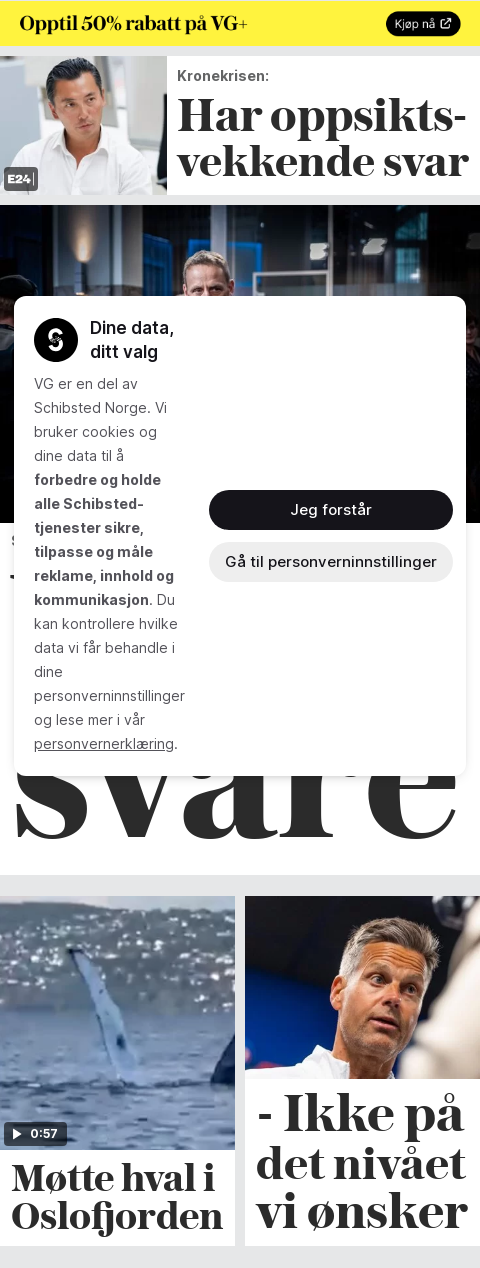 Opptil 50% rabatt på VG+
Kjøp nå
Kronekrisen:
Har oppsikts-
vekkende svar
E24
Dine data,
ditt valg
VG er en del av
Schibsted Norge. Vi
bruker cookies og
dine data til å
forbedre og holde
alle Schibsted-
tjenester sikre,
tilpasse og måle
reklame, innhold og
kommunikasjon. Du
kan kontrollere hvilke
data vi får behandle i
dine
personverninnstillinger
og lese mer i vår
personvernerklæring.
Jeg forstår
Gå til personverninnstillinger
svare
0:57
Møtte hval i
Oslofjorden
- Ikke på
det nivået
vi ønsker